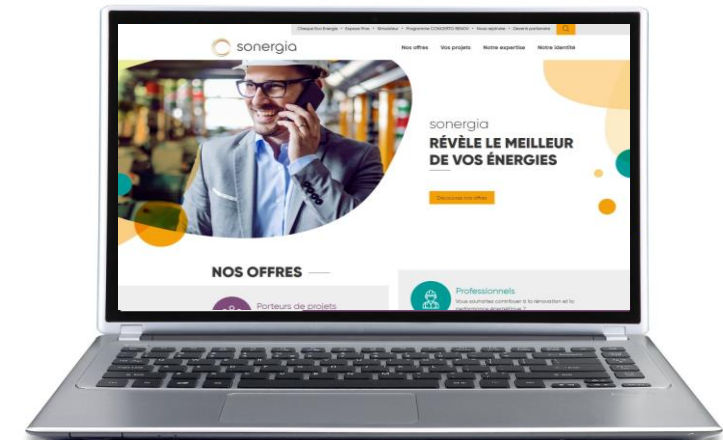 Chèque Eco Energie • Espace Pros • Simulateur • Programme CONCERTO RENOV • Nous rejoindre • Devenir partenaire
sonergia
Nos offres Vos projets Notre expertise Notre identité
sonergia
RÉVÈLE LE MEILLEUR
DE VOS ÉNERGIES
Découvrez nos offres
NOS OFFRES
Porteurs de projets
Professionnels
Vous souhaitez contribuer à la rénovation et la
performance énergétique ?